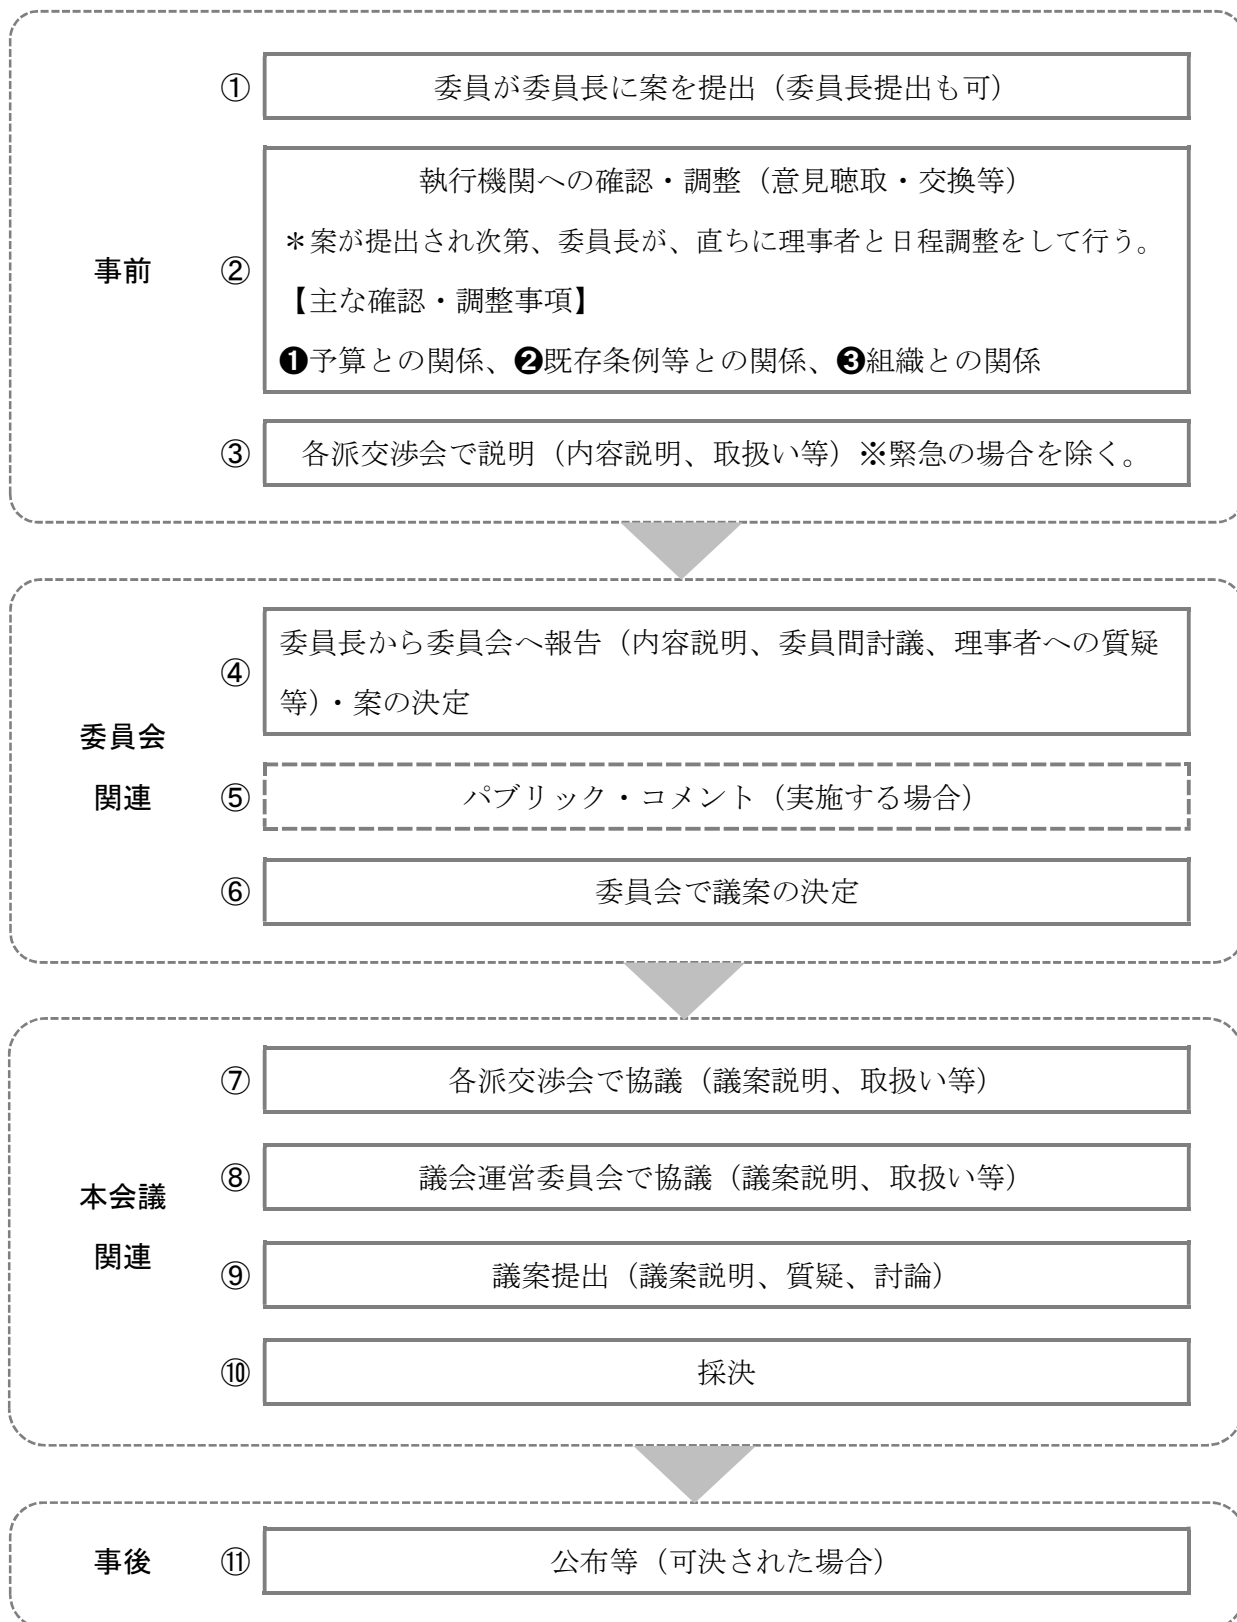 ① 委員が委員長に案を提出（委員長提出も可）
事前 ② 執行機関への確認・調整（意見聴取・交換等）
＊案が提出され次第、委員長が、直ちに理事者と日程調整をして行う。
【主な確認・調整事項】
❶予算との関係、❷既存条例等との関係、❸組織との関係
③ 各派交渉会で説明（内容説明、取扱い等）※緊急の場合を除く。
委員会
関連
④ 委員長から委員会へ報告（内容説明、委員間討議、理事者への質疑
等）・案の決定
⑤ パブリック・コメント（実施する場合）
⑥ 委員会で議案の決定
本会議
関連
⑦ 各派交渉会で協議（議案説明、取扱い等）
⑧ 議会運営委員会で協議（議案説明、取扱い等）
⑨ 議案提出（議案説明、質疑、討論）
⑩ 採決
事後 ⑪ 公布等（可決された場合）